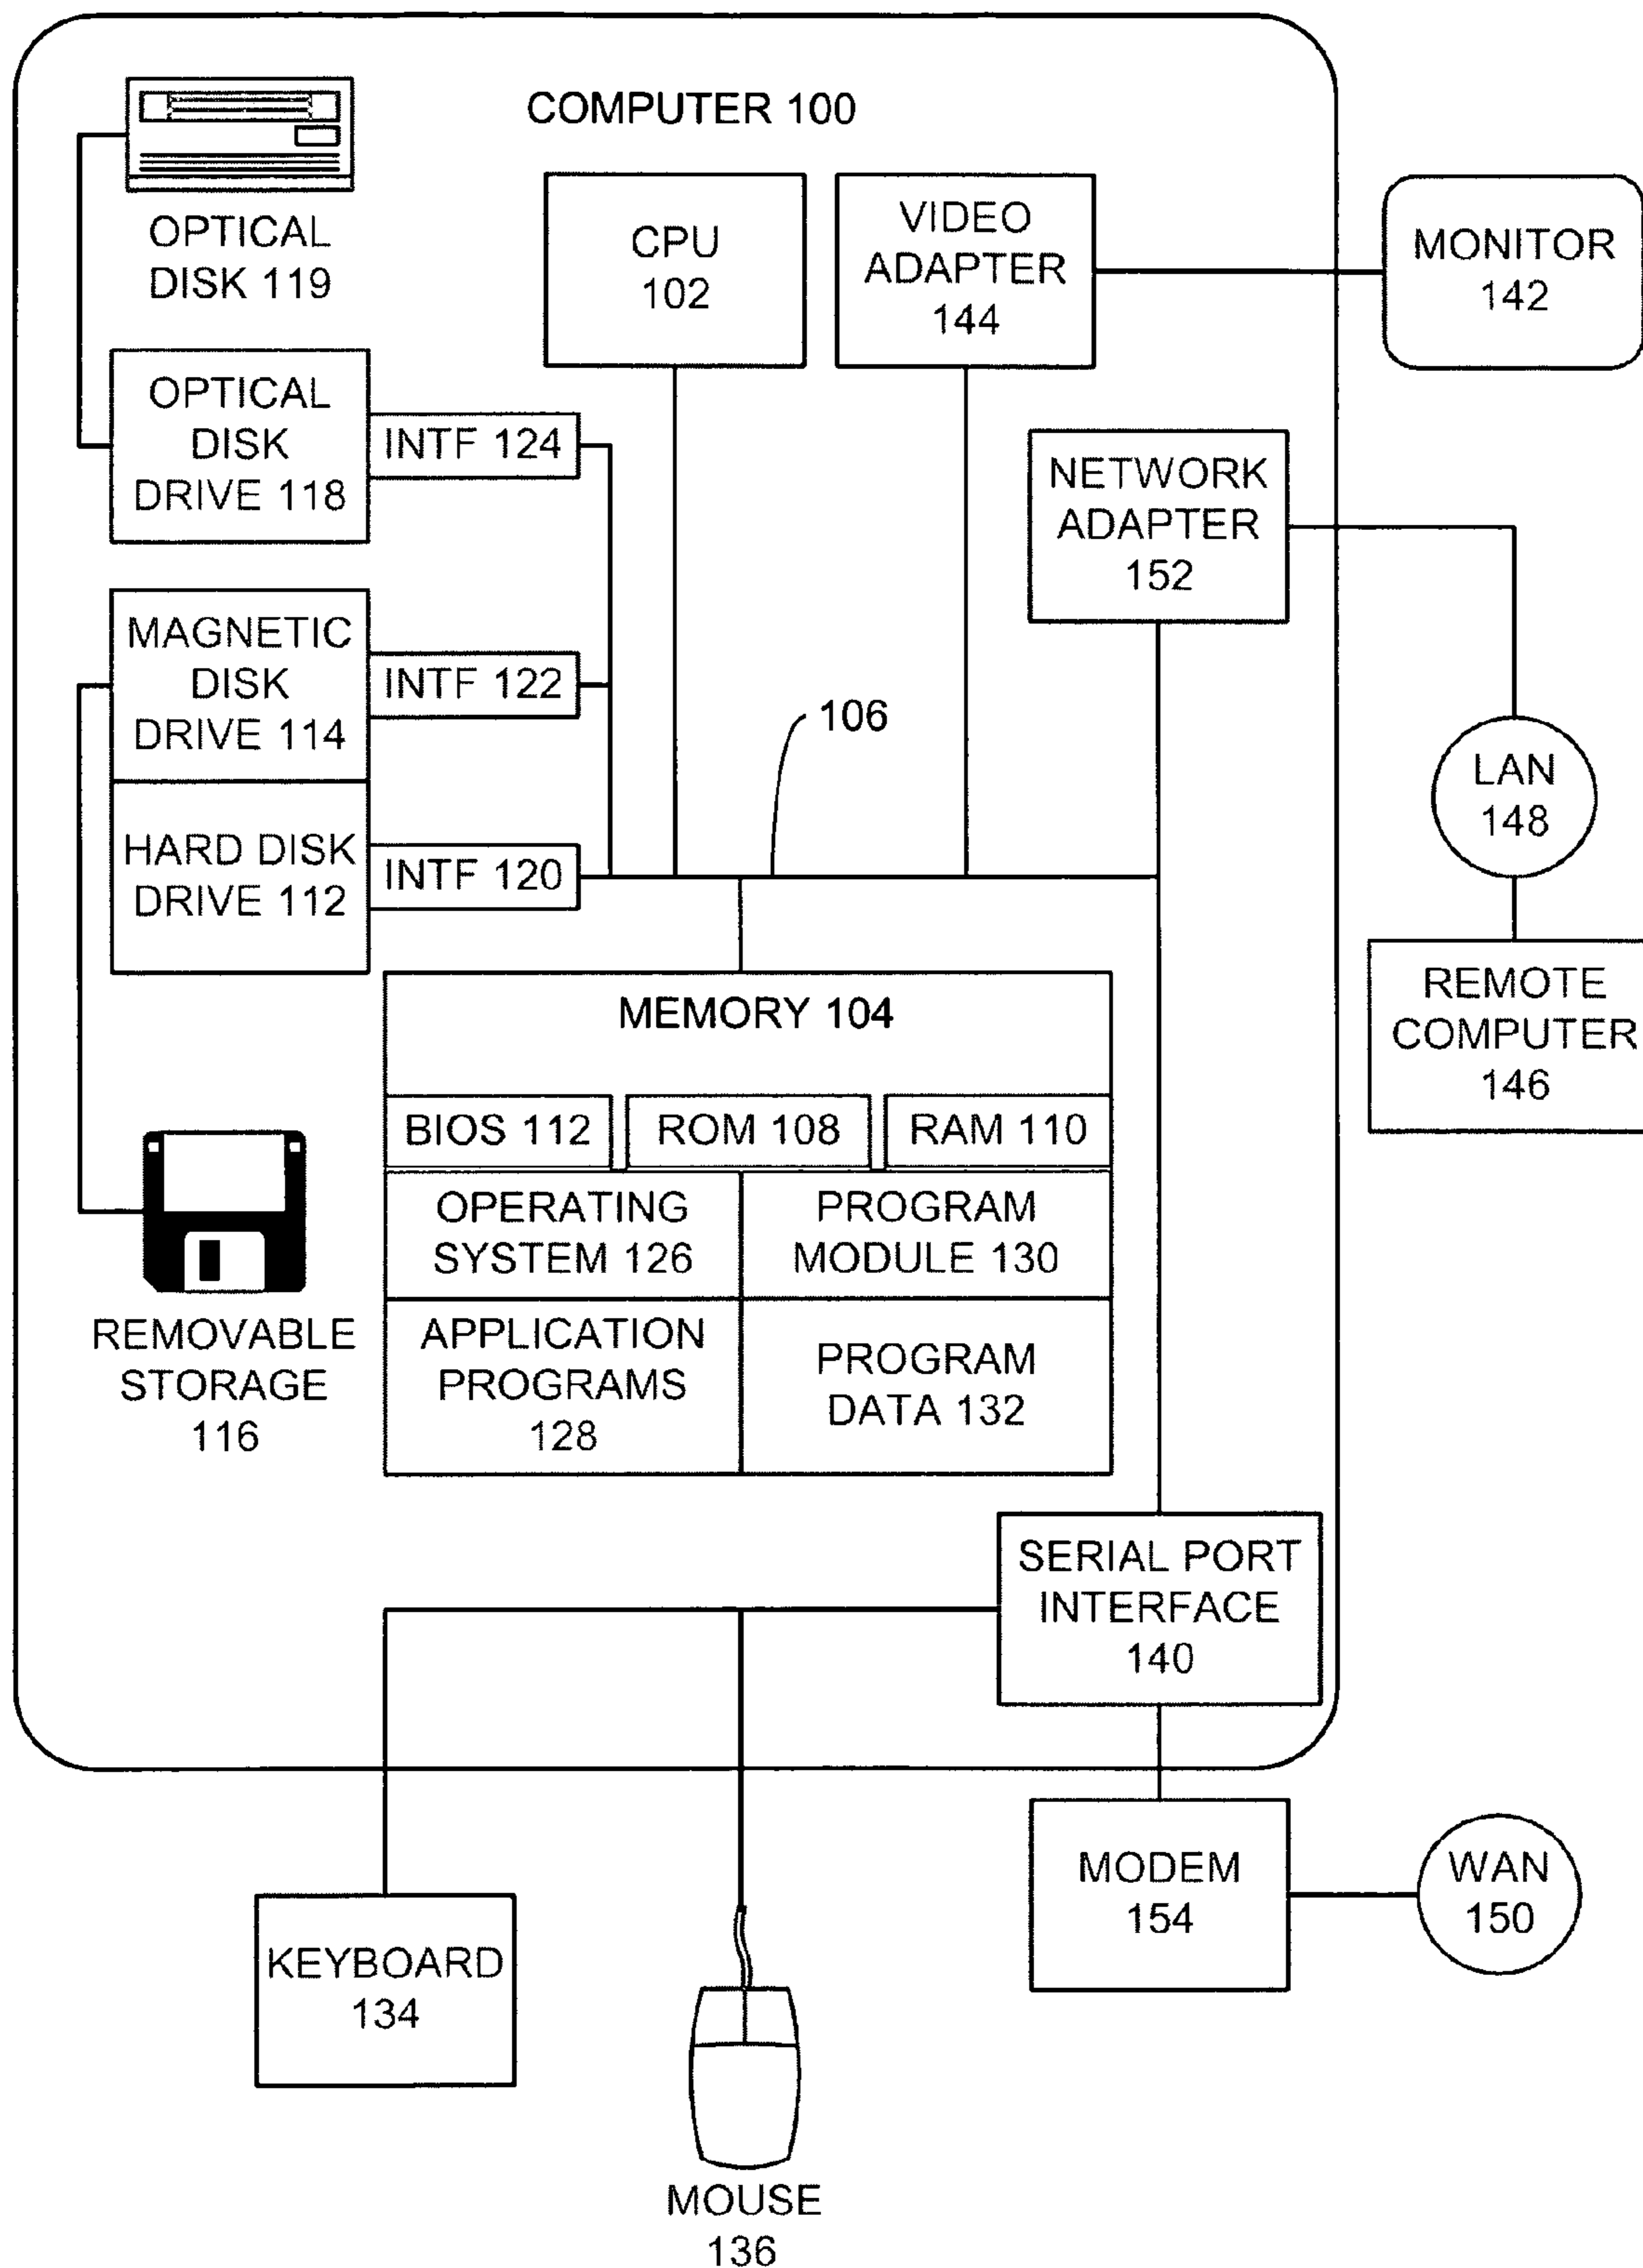 COMPUTER 100
OPTICAL
DISK 119
CPU
102
VIDEO
ADAPTER
144
MONITOR
142
OPTICAL
DISK
DRIVE 118
INTF 124
NETWORK
ADAPTER
152
MAGNETIC
DISK
DRIVE 114
INTF 122
106
LAN
148
HARD DISK
DRIVE 112
INTF 120
REMOTE
COMPUTER
146
MEMORY 104
BIOS 112
ROM 108
RAM 110
OPERATING
SYSTEM 126
PROGRAM
MODULE 130
REMOVABLE
STORAGE
116
APPLICATION
PROGRAMS
128
PROGRAM
DATA 132
SERIAL PORT
INTERFACE
140
MODEM
154
WAN
150
KEYBOARD
134
MOUSE
136